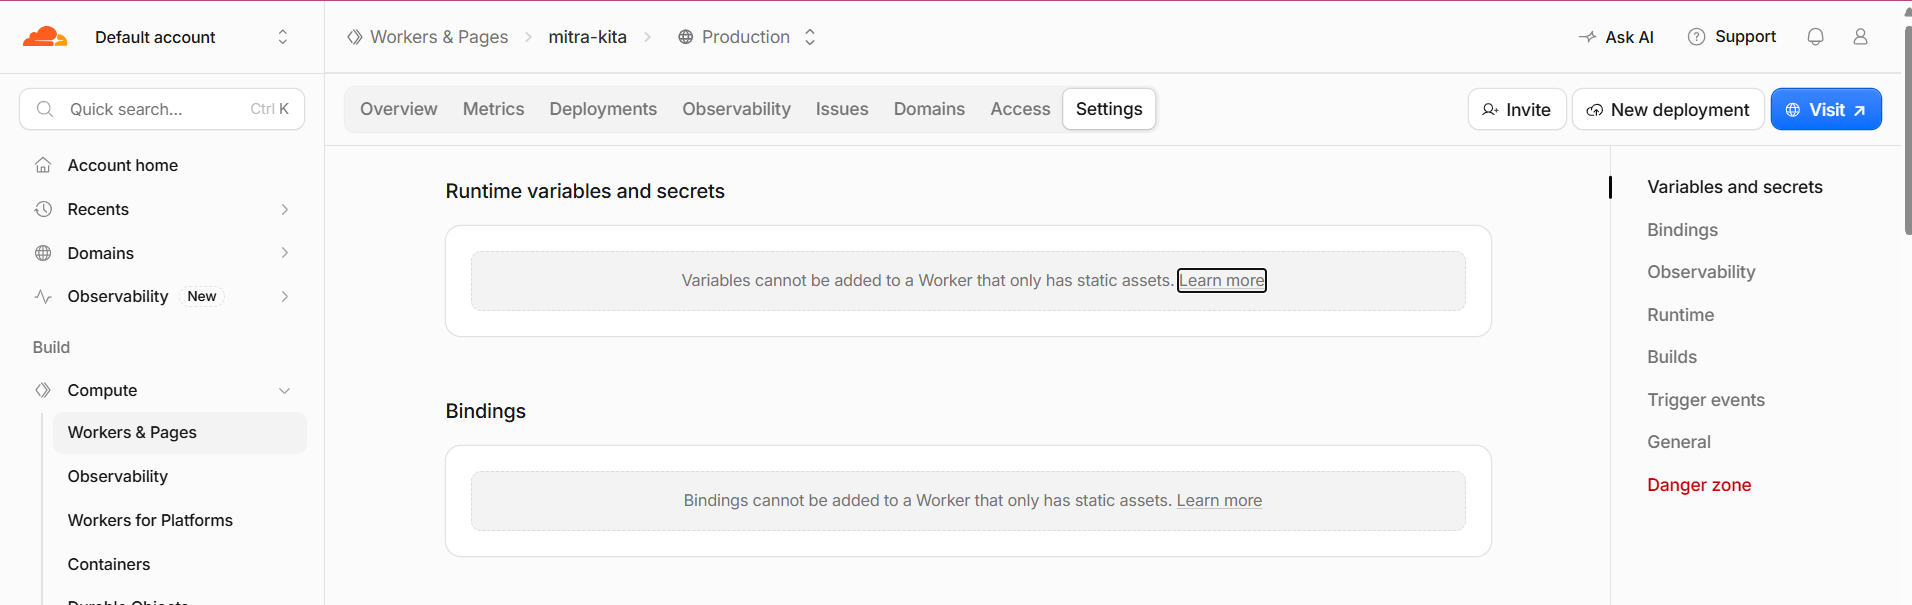 Default account
Workers & Pages
mitra-kita
Production
Ask AI
Support
Quick search...
Ctrl K
Overview
Metrics
Deployments
Observability
Issues
Domains
Access
Settings
Invite
New deployment
Visit
Account home
Recents
Domains
Observability New
Build
Compute
Workers & Pages
Observability
Workers for Platforms
Containers
Durable Objects
Runtime variables and secrets
Variables cannot be added to a Worker that only has static assets. Learn more
Bindings
Bindings cannot be added to a Worker that only has static assets. Learn more
Variables and secrets
Bindings
Observability
Runtime
Builds
Trigger events
General
Danger zone